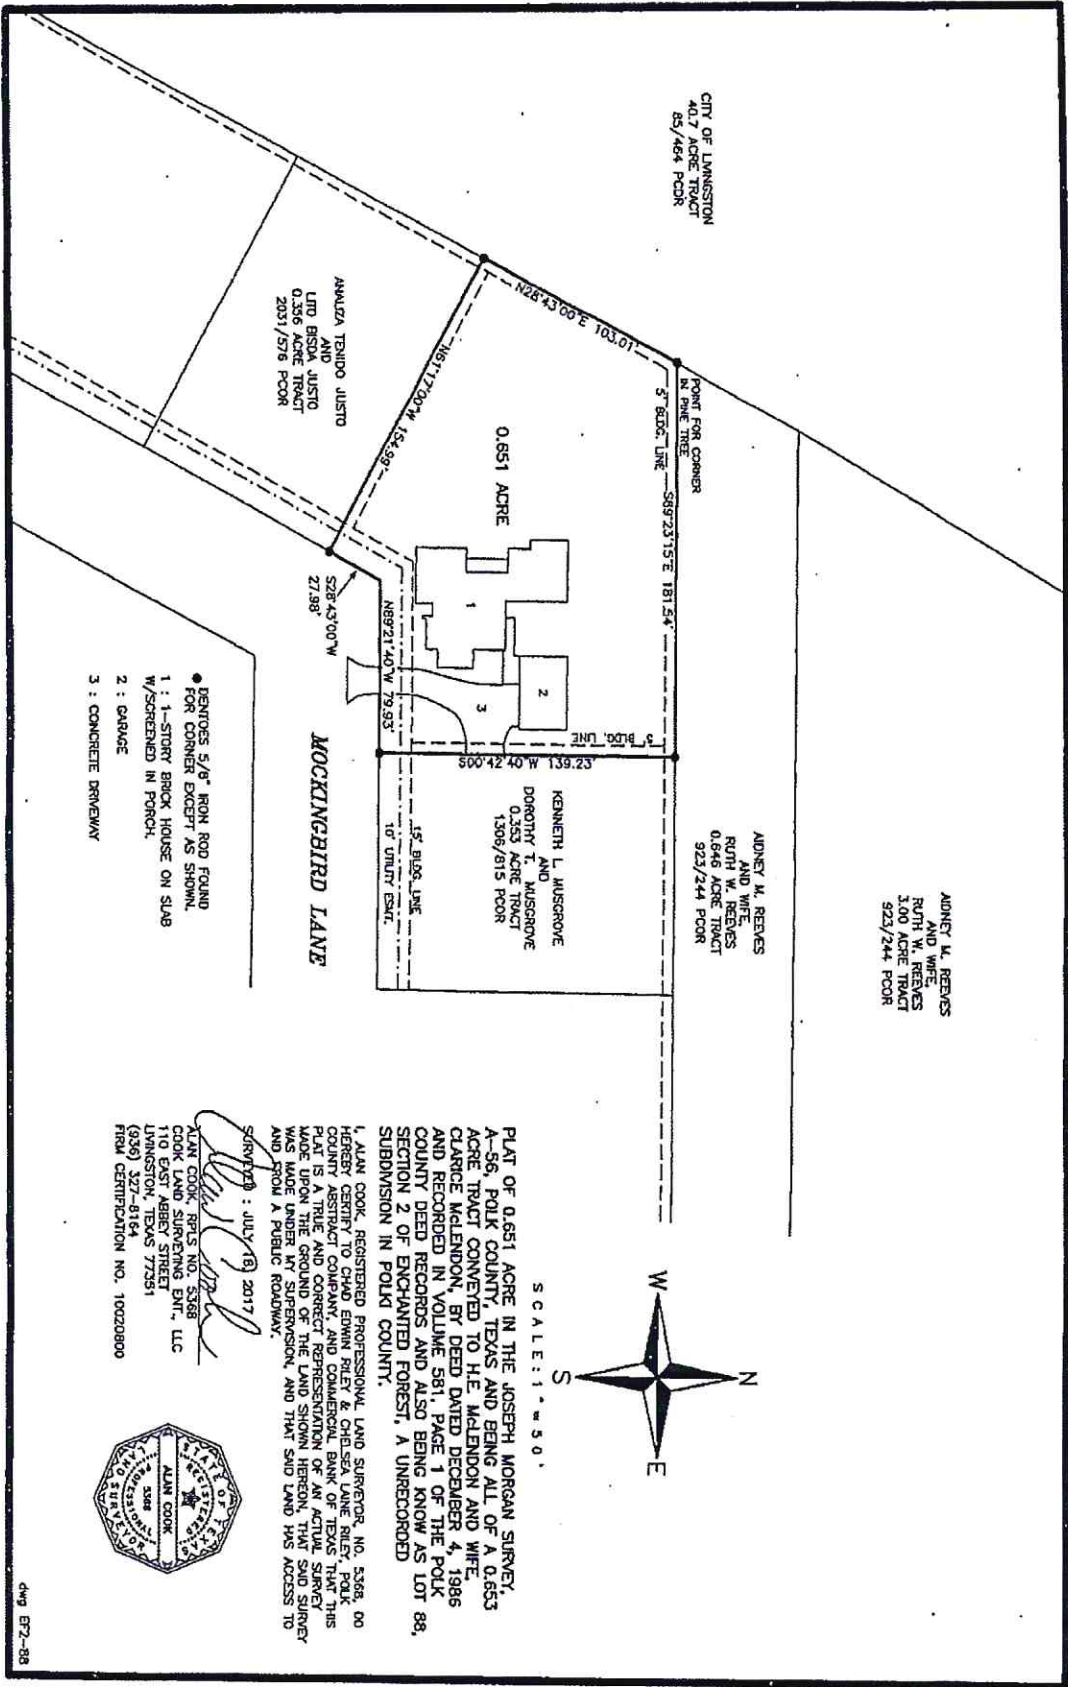 CITY OF LIVINGSTON
40.7 ACRE TRACT
85/464 PCDR
AIDNEY M. REEVES
AND WIFE,
RUTH W. REEVES
3.00 ACRE TRACT
923/244 PCOR
AIDNEY M. REEVES
AND WIFE,
RUTH W. REEVES
0.646 ACRE TRACT
923/244 PCOR
POINT FOR CORNER
IN PINE TREE
5' BLDG. LINE
S89°23'15"E 181.54'
N28°43'00"E 103.01'
0.651 ACRE
N61°17'00"W 154.99'
1
2
3
5' BLDG. LINE
S00°42'40"W 139.23'
KENNETH L. MUSGROVE
AND
DOROTHY T. MUSGROVE
0.353 ACRE TRACT
1306/815 PCOR
15' BLDG. LINE
10' UTILITY ESMT.
N89°21'40"W 79.93'
S28°43'00"W
27.98'
ANALIZA TENIDO JUSTO
AND
LITO BISDA JUSTO
0.336 ACRE TRACT
2031/576 PCOR
MOCKINGBIRD LANE
● DENTOES 5/8" IRON ROD FOUND
FOR CORNER EXCEPT AS SHOWN.
1 : 1-STORY BRICK HOUSE ON SLAB
W/SCREENED IN PORCH.
2 : GARAGE
3 : CONCRETE DRIVEWAY
N
W
E
S
SCALE: 1" = 50'
PLAT OF 0.651 ACRE IN THE JOSEPH MORGAN SURVEY,
A-56, POLK COUNTY, TEXAS AND BEING ALL OF A 0.653
ACRE TRACT CONVEYED TO H.E. McLENDON AND WIFE,
CLARICE McLENDON, BY DEED DATED DECEMBER 4, 1986
AND RECORDED IN VOLUME 581, PAGE 1 OF THE POLK
COUNTY DEED RECORDS AND ALSO BEING KNOW AS LOT 88,
SECTION 2 OF ENCHANTED FOREST, A UNRECORDED
SUBDIVISION IN POLKI COUNTY.
I, ALAN COOK, REGISTERED PROFESSIONAL LAND SURVEYOR, NO. 5368, DO
HEREBY CERTIFY TO CHAD EDWIN RILEY & CHELSEA LAINE RILEY, POLK
COUNTY ABSTRACT COMPANY, AND COMMERCIAL BANK OF TEXAS THAT THIS
PLAT IS A TRUE AND CORRECT REPRESENTATION OF AN ACTUAL SURVEY
MADE UPON THE GROUND OF THE LAND SHOWN HEREON, THAT SAID SURVEY
WAS MADE UNDER MY SUPERVISION, AND THAT SAID LAND HAS ACCESS TO
AND FROM A PUBLIC ROADWAY.
SURVEYED : JULY 18, 2017
Alan Cook
ALAN COOK, RPLS NO. 5368
COOK LAND SURVEYING ENT., LLC
110 EAST ABBEY STREET
LIVINGSTON, TEXAS 77351
(936) 327-8164
FIRM CERTIFICATION NO. 10020800
STATE OF TEXAS
REGISTERED
ALAN COOK
5368
PROFESSIONAL
LAND SURVEYOR
dwg EF2-88